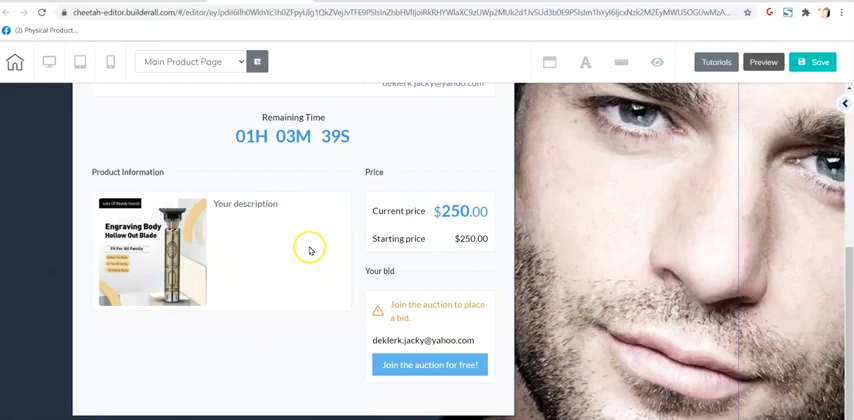 cheetah-editor.builderall.com/#/editor/
(2) Physical Product...
Main Product Page
Tutorials
Preview
Save
deklerk.jacky@yahoo.com
Remaining Time
01H 03M 39S
Product Information
Price
Lots Of Ready Goods
Engraving Body
Hollow Out Blade
Fit For All Family
Your description
Current price $250.00
Starting price $250.00
Your bid
Join the auction to place
a bid.
deklerk.jacky@yahoo.com
Join the auction for free!